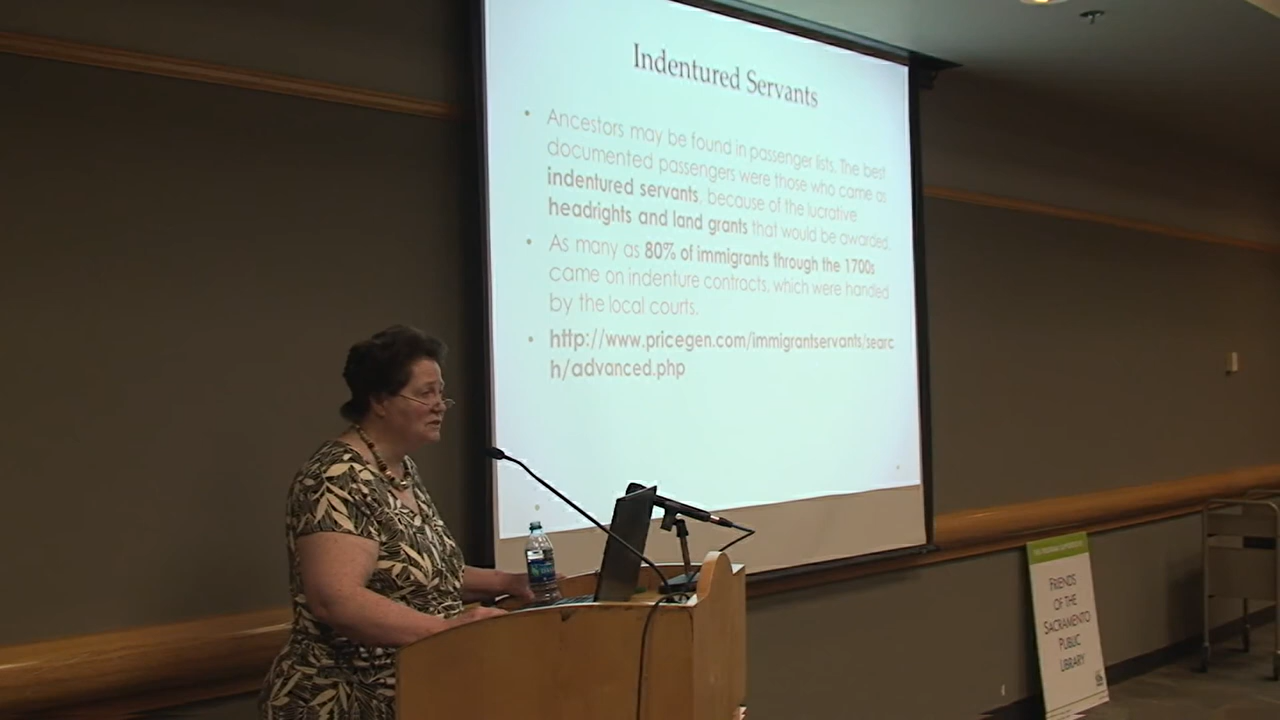 Indentured Servants
• Ancestors may be found in passenger lists. The best
documented passengers were those who came as
indentured servants, because of the lucrative
headrights and land grants that would be awarded.
• As many as 80% of immigrants through the 1700s
came on indenture contracts, which were handed
by the local courts.
• http://www.pricegen.com/immigrantservants/searc
h/advanced.php
FRIENDS
OF THE
SACRAMENTO
PUBLIC
LIBRARY